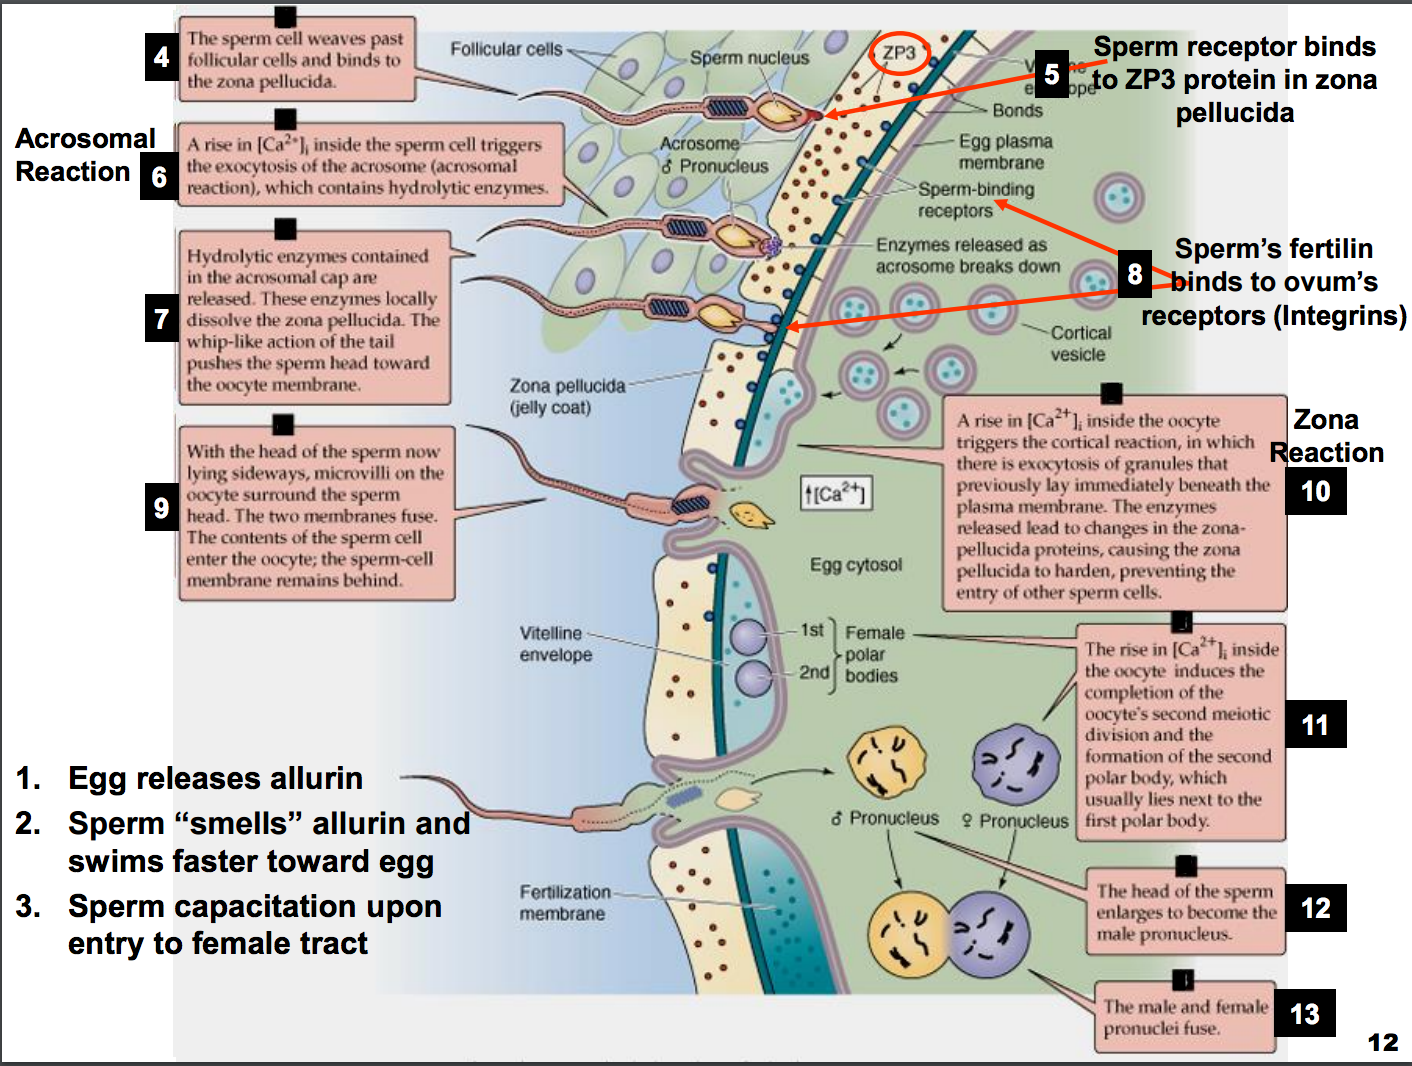 4
The sperm cell weaves past
follicular cells and binds to
the zona pellucida.
Follicular cells
Sperm nucleus
ZP3
5
Sperm receptor binds
to ZP3 protein in zona
pellucida
Bonds
Acrosomal
Reaction
6
A rise in [Ca²⁺]ᵢ inside the sperm cell triggers
the exocytosis of the acrosome (acrosomal
reaction), which contains hydrolytic enzymes.
Acrosome
♂ Pronucleus
Egg plasma
membrane
Sperm-binding
receptors
Enzymes released as
acrosome breaks down
7
Hydrolytic enzymes contained
in the acrosomal cap are
released. These enzymes locally
dissolve the zona pellucida. The
whip-like action of the tail
pushes the sperm head toward
the oocyte membrane.
8
Sperm’s fertilin
binds to ovum’s
receptors (Integrins)
Cortical
vesicle
Zona pellucida
(jelly coat)
9
With the head of the sperm now
lying sideways, microvilli on the
oocyte surround the sperm
head. The two membranes fuse.
The contents of the sperm cell
enter the oocyte; the sperm-cell
membrane remains behind.
↑[Ca²⁺]
Egg cytosol
A rise in [Ca²⁺]ᵢ inside the oocyte
triggers the cortical reaction, in which
there is exocytosis of granules that
previously lay immediately beneath the
plasma membrane. The enzymes
released lead to changes in the zona-
pellucida proteins, causing the zona
pellucida to harden, preventing the
entry of other sperm cells.
Zona
Reaction
10
Vitelline
envelope
1st
2nd
Female
polar
bodies
The rise in [Ca²⁺]ᵢ inside
the oocyte induces the
completion of the
oocyte's second meiotic
division and the
formation of the second
polar body, which
usually lies next to the
first polar body.
11
1. Egg releases allurin
2. Sperm “smells” allurin and
swims faster toward egg
3. Sperm capacitation upon
entry to female tract
♂ Pronucleus
♀ Pronucleus
Fertilization
membrane
The head of the sperm
enlarges to become the
male pronucleus.
12
The male and female
pronuclei fuse.
13
12